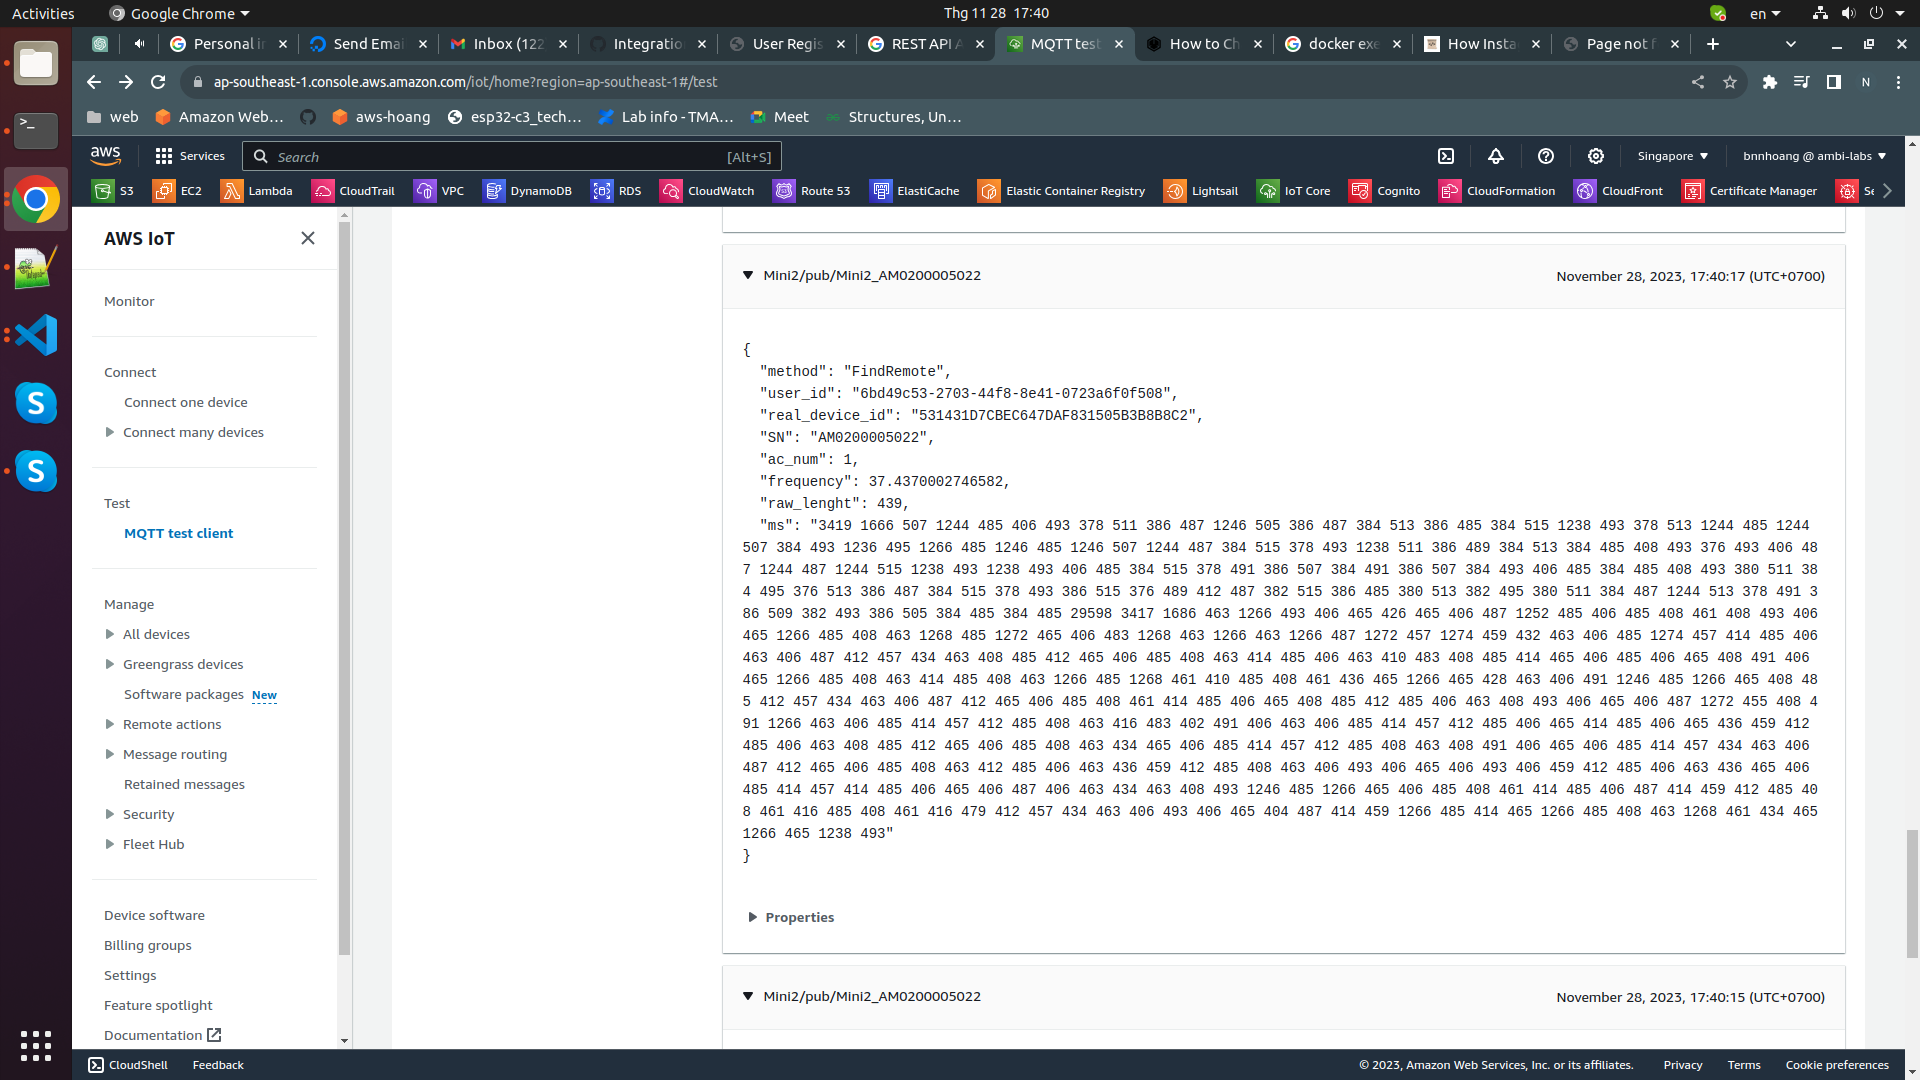 Activities
Google Chrome
Thg 11 28 17:40
en
Personal in
Send Emai
Inbox (122
Integratio
User Regis
REST API A
MQTT test
How to Ch
docker exe
How Insta
Page not f
ap-southeast-1.console.aws.amazon.com/iot/home?region=ap-southeast-1#/test
N
web
Amazon Web...
aws-hoang
esp32-c3_tech...
Lab info - TMA...
Meet
Structures, Un...
aws
Services
Search
[Alt+S]
Singapore
bnnhoang @ ambi-labs
S3
EC2
Lambda
CloudTrail
VPC
DynamoDB
RDS
CloudWatch
Route 53
ElastiCache
Elastic Container Registry
Lightsail
IoT Core
Cognito
CloudFormation
CloudFront
Certificate Manager
Se
AWS IoT
Monitor
Connect
Connect one device
Connect many devices
Test
MQTT test client
Manage
All devices
Greengrass devices
Software packages New
Remote actions
Message routing
Retained messages
Security
Fleet Hub
Device software
Billing groups
Settings
Feature spotlight
Documentation
Mini2/pub/Mini2_AM0200005022
November 28, 2023, 17:40:17 (UTC+0700)
{
"method": "FindRemote",
"user_id": "6bd49c53-2703-44f8-8e41-0723a6f0f508",
"real_device_id": "531431D7CBEC647DAF831505B3B8B8C2",
"SN": "AM0200005022",
"ac_num": 1,
"frequency": 37.4370002746582,
"raw_lenght": 439,
"ms": "3419 1666 507 1244 485 406 493 378 511 386 487 1246 505 386 487 384 513 386 485 384 515 1238 493 378 513 1244 485 1244
507 384 493 1236 495 1266 485 1246 485 1246 507 1244 487 384 515 378 493 1238 511 386 489 384 513 384 485 408 493 376 493 406 48
7 1244 487 1244 515 1238 493 1238 493 406 485 384 515 378 491 386 507 384 491 386 507 384 493 406 485 384 485 408 493 380 511 38
4 495 376 513 386 487 384 515 378 493 386 515 376 489 412 487 382 515 386 485 380 513 382 495 380 511 384 487 1244 513 378 491 3
86 509 382 493 386 505 384 485 384 485 29598 3417 1686 463 1266 493 406 465 426 465 406 487 1252 485 406 485 408 461 408 493 406
465 1266 485 408 463 1268 485 1272 465 406 483 1268 463 1266 463 1266 487 1272 457 1274 459 432 463 406 485 1274 457 414 485 406
463 406 487 412 457 434 463 408 485 412 465 406 485 408 463 414 485 406 463 410 483 408 485 414 465 406 485 406 465 408 491 406
465 1266 485 408 463 414 485 408 463 1266 485 1268 461 410 485 408 461 436 465 1266 465 428 463 406 491 1246 485 1266 465 408 48
5 412 457 434 463 406 487 412 465 406 485 408 461 414 485 406 465 408 485 412 485 406 463 408 493 406 465 406 487 1272 455 408 4
91 1266 463 406 485 414 457 412 485 408 463 416 483 402 491 406 463 406 485 414 457 412 485 406 465 414 485 406 465 436 459 412
485 406 463 408 485 412 465 406 485 408 463 434 465 406 485 414 457 412 485 408 463 408 491 406 465 406 485 414 457 434 463 406
487 412 465 406 485 408 463 412 485 406 463 436 459 412 485 408 463 406 493 406 465 406 493 406 459 412 485 406 463 436 465 406
485 414 457 414 485 406 465 406 487 406 463 434 463 408 493 1246 485 1266 465 406 485 408 461 414 485 406 487 414 459 412 485 40
8 461 416 485 408 461 416 479 412 457 434 463 406 493 406 465 404 487 414 459 1266 485 414 465 1266 485 408 463 1268 461 434 465
1266 465 1238 493"
}
Properties
Mini2/pub/Mini2_AM0200005022
November 28, 2023, 17:40:15 (UTC+0700)
CloudShell
Feedback
© 2023, Amazon Web Services, Inc. or its affiliates.
Privacy
Terms
Cookie preferences